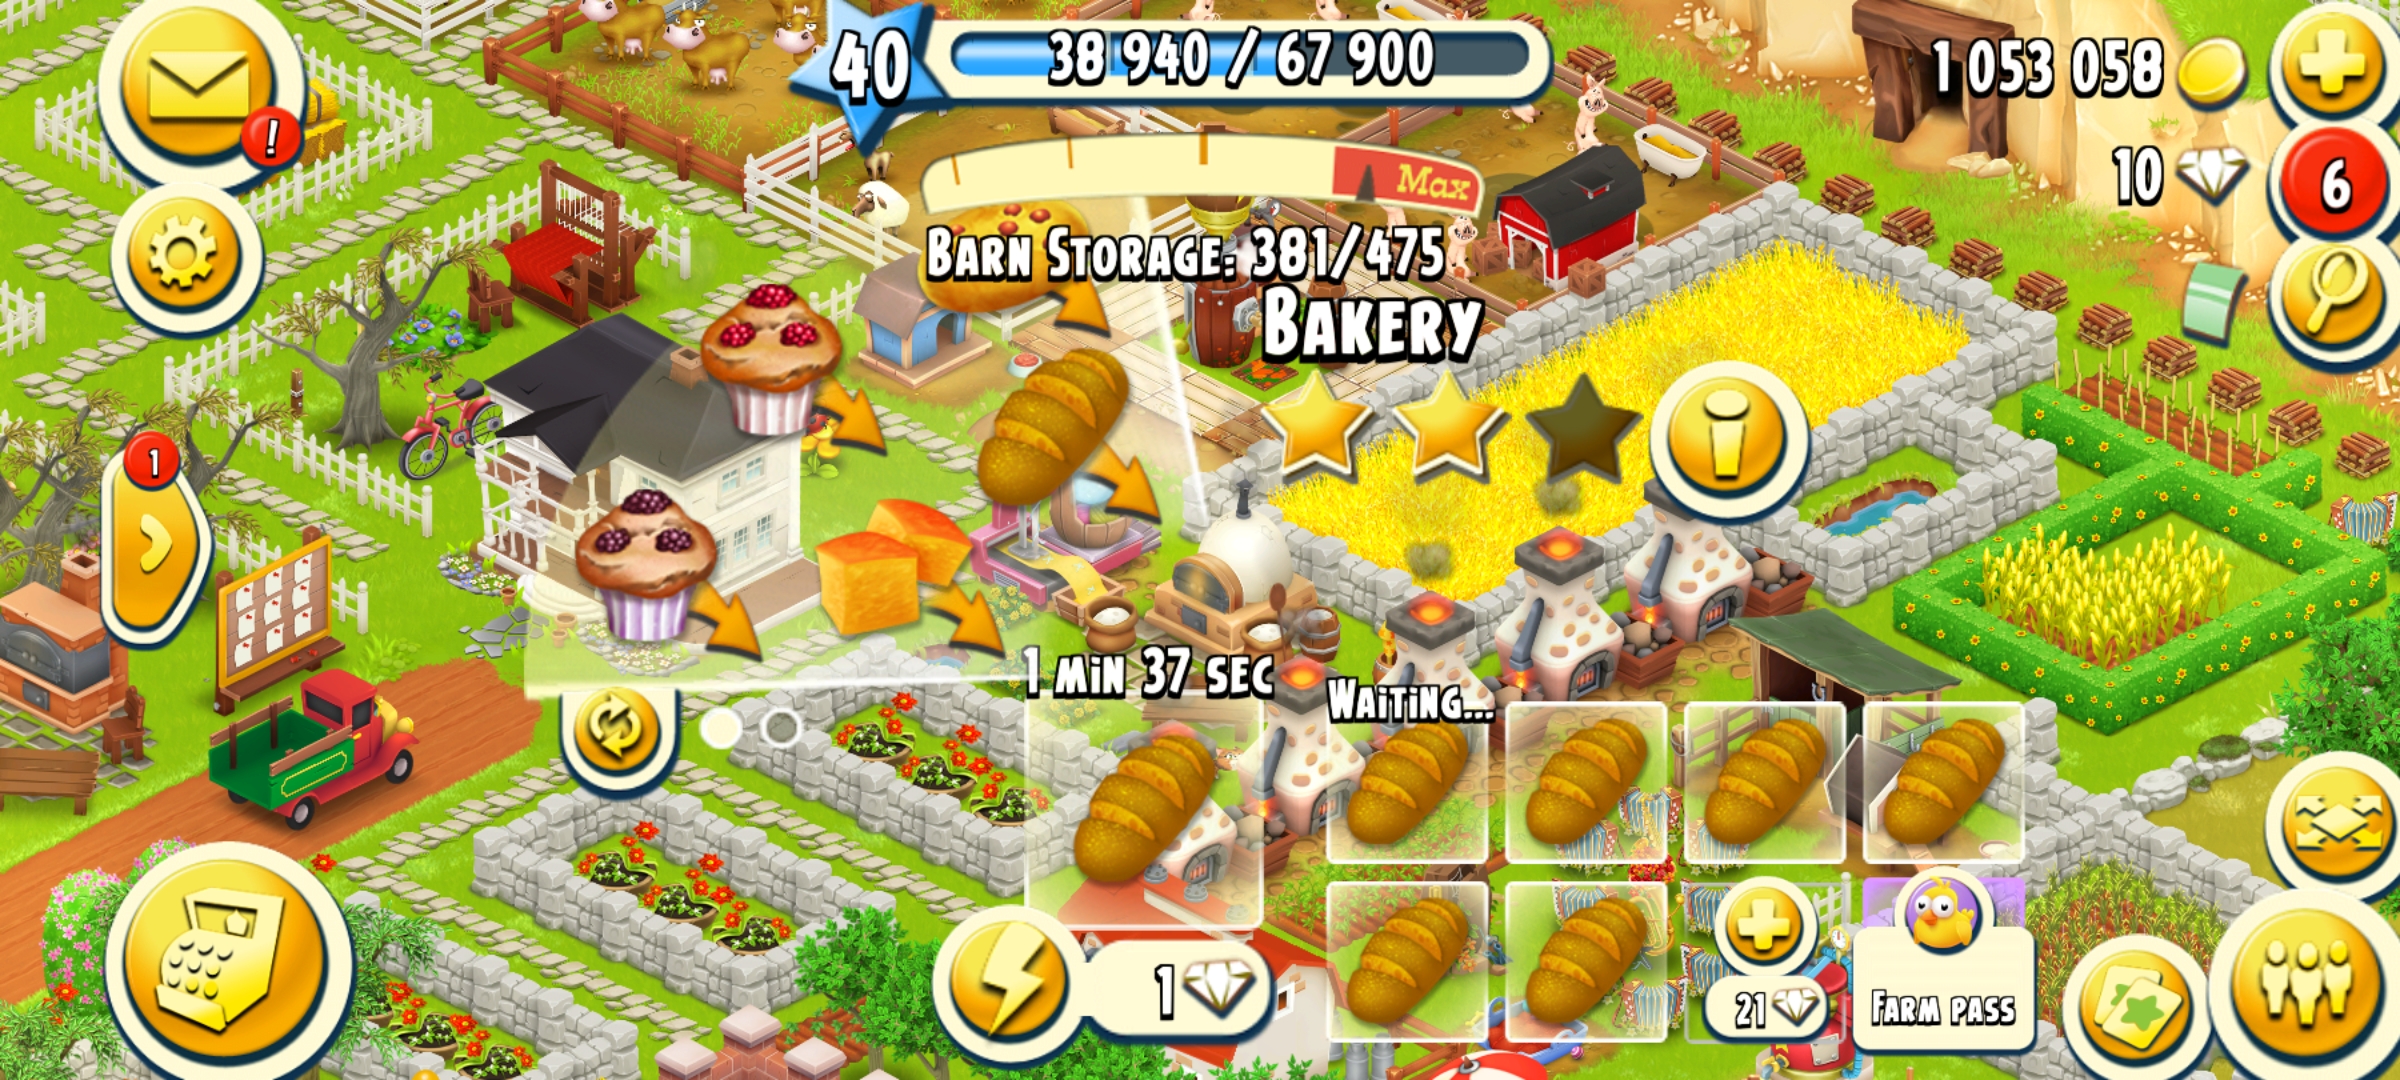 40
38 940 / 67 900
1 053 058
!
Max
10
6
Barn Storage: 381/475
Bakery
1
1 min 37 sec
Waiting...
1
21
Farm pass